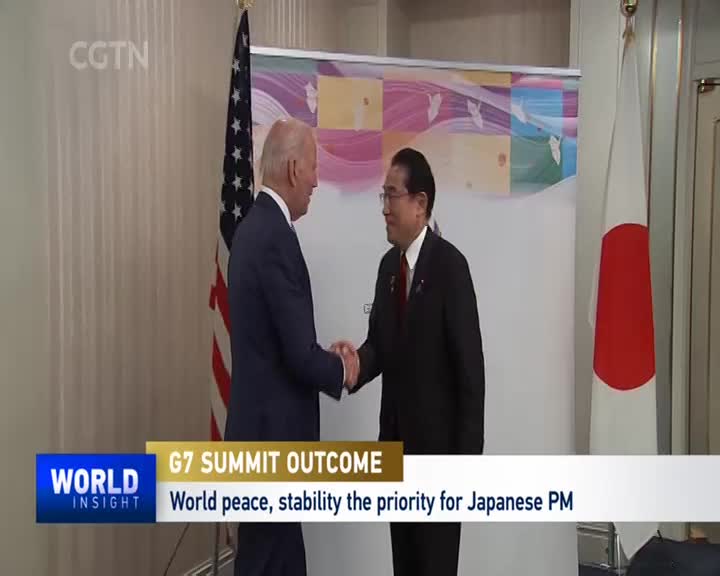 CGTN
G7 SUMMIT OUTCOME
WORLD
INSIGHT
World peace, stability the priority for Japanese PM